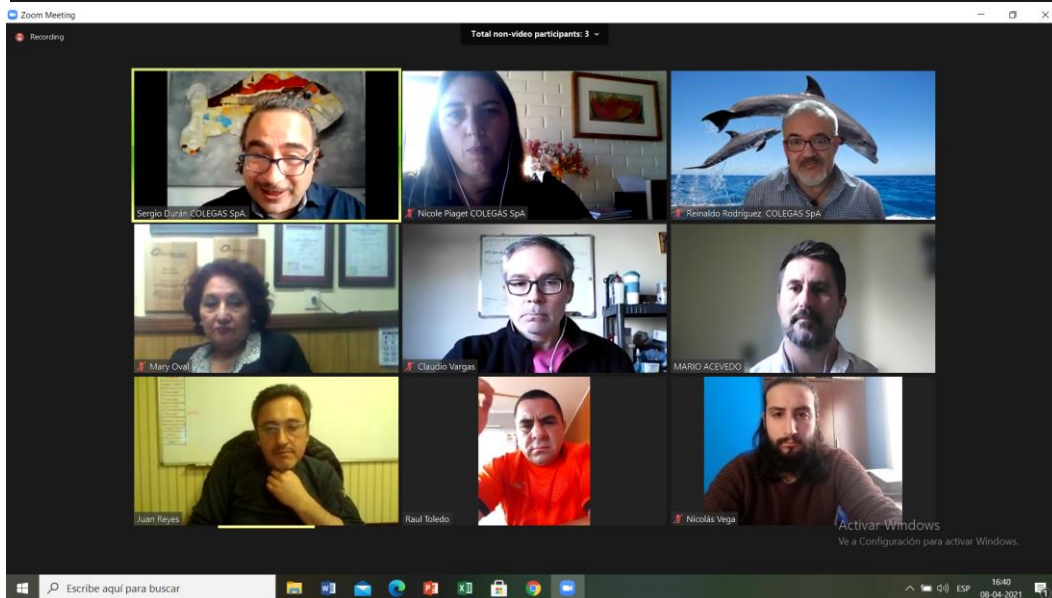 Zoom Meeting
Recording
Total non-video participants: 3
Sergio Durán COLEGAS SpA.
Nicole Piaget COLEGAS SpA
Reinaldo Rodríguez COLEGAS SpA
Mary Oval
Claudio Vargas
MARIO ACEVEDO
Juan Reyes
Raul Toledo
Nicolás Vega
Activar Windows
Ve a Configuración para activar Windows.
Escribe aquí para buscar
ESP
16:40
08-04-2021